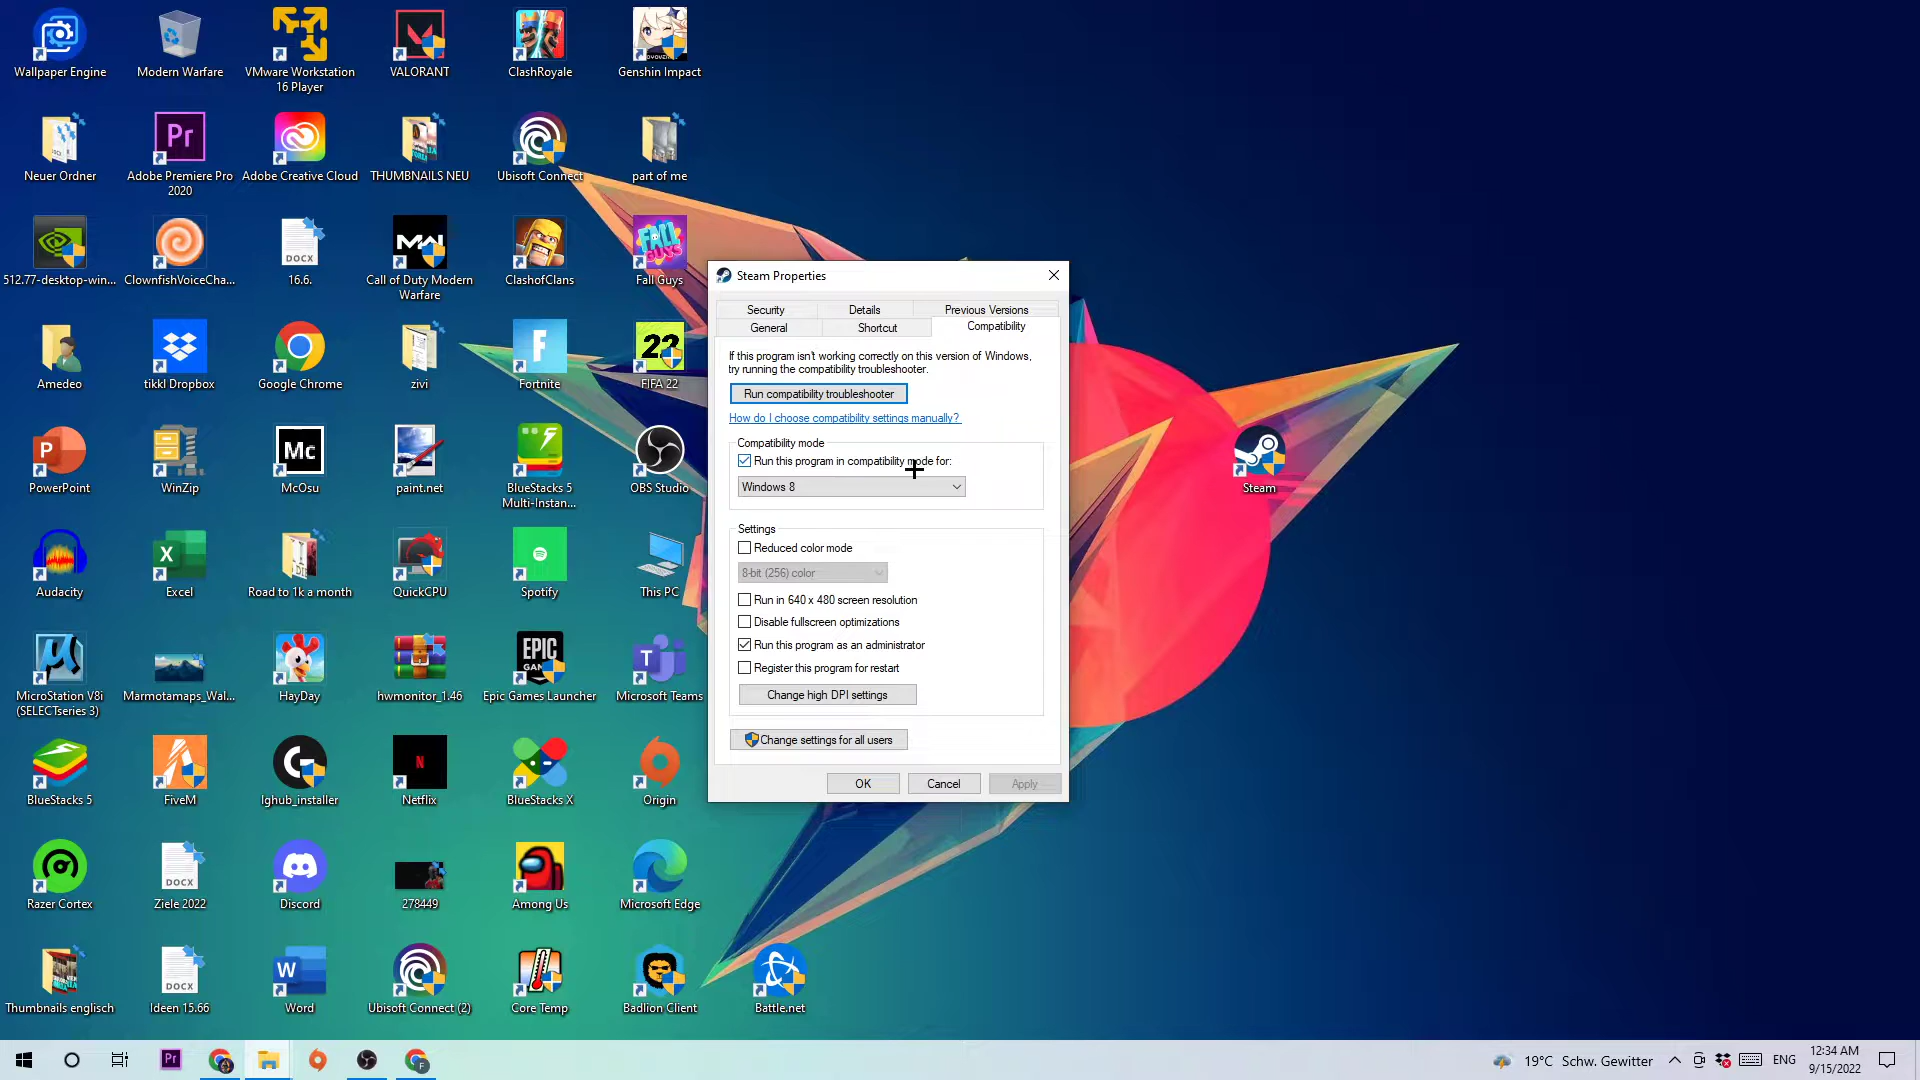 Wallpaper Engine
Modern Warfare
VMware Workstation
16 Player
VALORANT
ClashRoyale
Genshin Impact
Neuer Ordner
Pr
Adobe Premiere Pro
2020
Adobe Creative Cloud
THUMBNAILS NEU
Ubisoft Connect
part of me
512.77-desktop-win...
ClownfishVoiceCha...
DOCX
16.6.
Call of Duty Modern
Warfare
ClashofClans
FALL GUYS
Fall Guys
Amedeo
tikkl Dropbox
Google Chrome
zivi
F
Fortnite
22
FIFA 22
P
PowerPoint
WinZip
Mc
McOsu
paint.net
BlueStacks 5
Multi-Instan...
OBS Studio
Audacity
X
Excel
Road to 1k a month
QuickCPU
Spotify
This PC
MicroStation V8i
(SELECTseries 3)
Marmotamaps_Wal...
HayDay
hwmonitor_1.46
EPIC
Epic Games Launcher
T
Microsoft Teams
BlueStacks 5
FiveM
G
lghub_installer
N
Netflix
BlueStacks X
Origin
Razer Cortex
DOCX
Ziele 2022
Discord
278449
Among Us
Microsoft Edge
Thumbnails englisch
DOCX
Ideen 15.66
W
Word
Ubisoft Connect (2)
Core Temp
Badlion Client
Battle.net
Steam
Steam Properties
Security
Details
Previous Versions
General
Shortcut
Compatibility
If this program isn't working correctly on this version of Windows,
try running the compatibility troubleshooter.
Run compatibility troubleshooter
How do I choose compatibility settings manually?
Compatibility mode
Run this program in compatibility mode for:
Windows 8
Settings
Reduced color mode
8-bit (256) color
Run in 640 x 480 screen resolution
Disable fullscreen optimizations
Run this program as an administrator
Register this program for restart
Change high DPI settings
Change settings for all users
OK
Cancel
Apply
Pr
F
19°C Schw. Gewitter
ENG
12:34 AM
9/15/2022